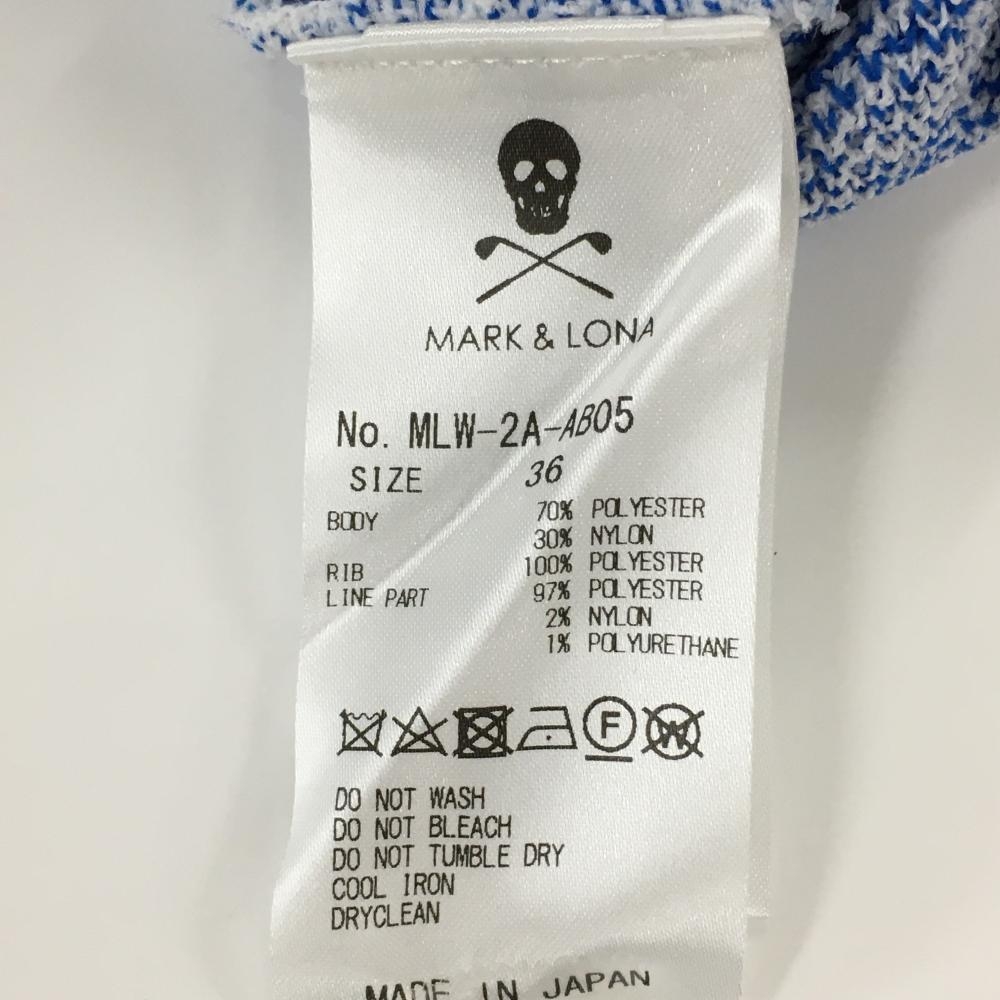 MARK & LONA
No. MLW-2A-AB05
SIZE 36
BODY 70% POLYESTER
30% NYLON
RIB 100% POLYESTER
LINE PART 97% POLYESTER
2% NYLON
1% POLYURETHANE
F W
DO NOT WASH
DO NOT BLEACH
DO NOT TUMBLE DRY
COOL IRON
DRYCLEAN
MADE IN JAPAN